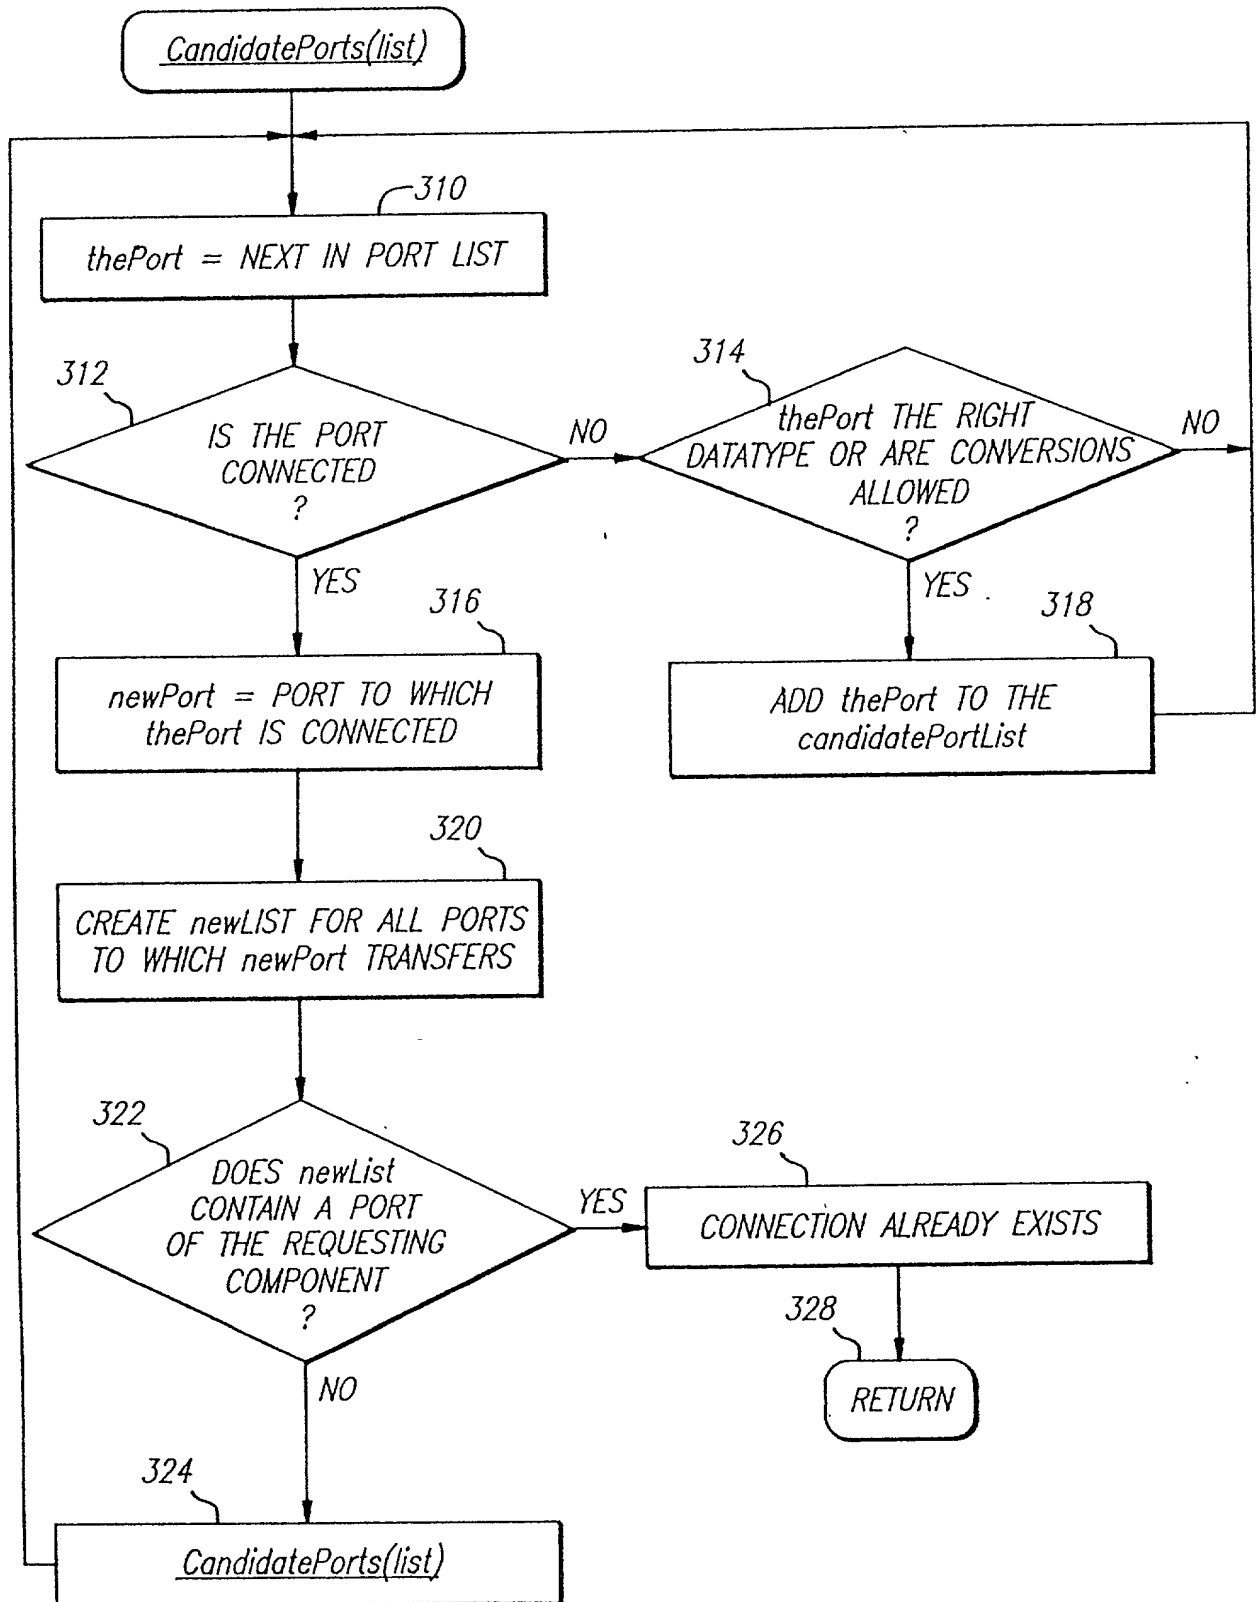 CandidatePorts(list)
310
thePort = NEXT IN PORT LIST
312
IS THE PORT
CONNECTED
?
NO
314
thePort THE RIGHT
DATATYPE OR ARE CONVERSIONS
ALLOWED
?
NO
YES
YES
316
newPort = PORT TO WHICH
thePort IS CONNECTED
318
ADD thePort TO THE
candidatePortList
320
CREATE newLIST FOR ALL PORTS
TO WHICH newPort TRANSFERS
322
DOES newList
CONTAIN A PORT
OF THE REQUESTING
COMPONENT
?
YES
326
CONNECTION ALREADY EXISTS
328
RETURN
NO
324
CandidatePorts(list)